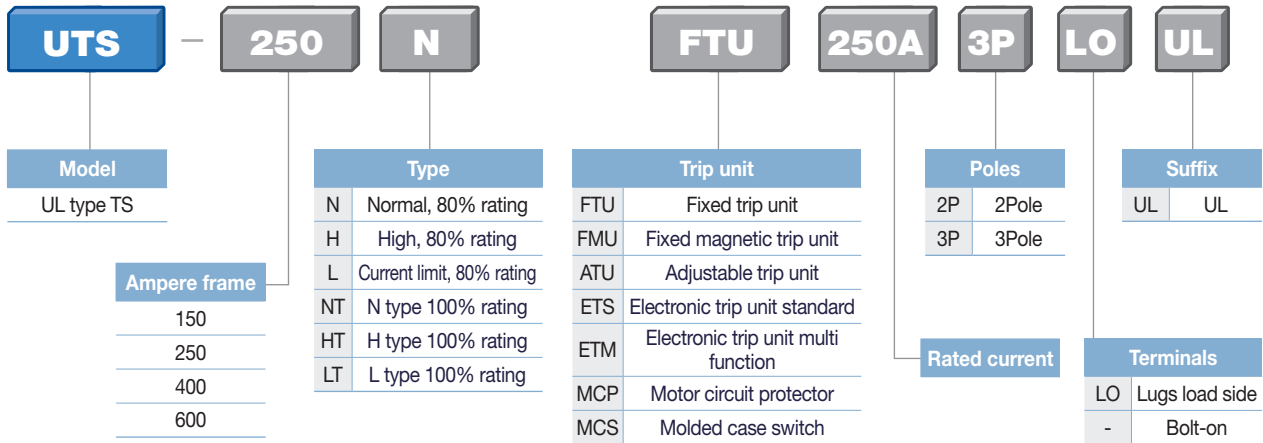 UTS – 250 N FTU 250A 3P LO UL
Model
UL type TS
Ampere frame
150
250
400
600
Type
N Normal, 80% rating
H High, 80% rating
L Current limit, 80% rating
NT N type 100% rating
HT H type 100% rating
LT L type 100% rating
Trip unit
FTU Fixed trip unit
FMU Fixed magnetic trip unit
ATU Adjustable trip unit
ETS Electronic trip unit standard
ETM Electronic trip unit multi
function
MCP Motor circuit protector
MCS Molded case switch
Rated current
Poles
2P 2Pole
3P 3Pole
Terminals
LO Lugs load side
- Bolt-on
Suffix
UL UL